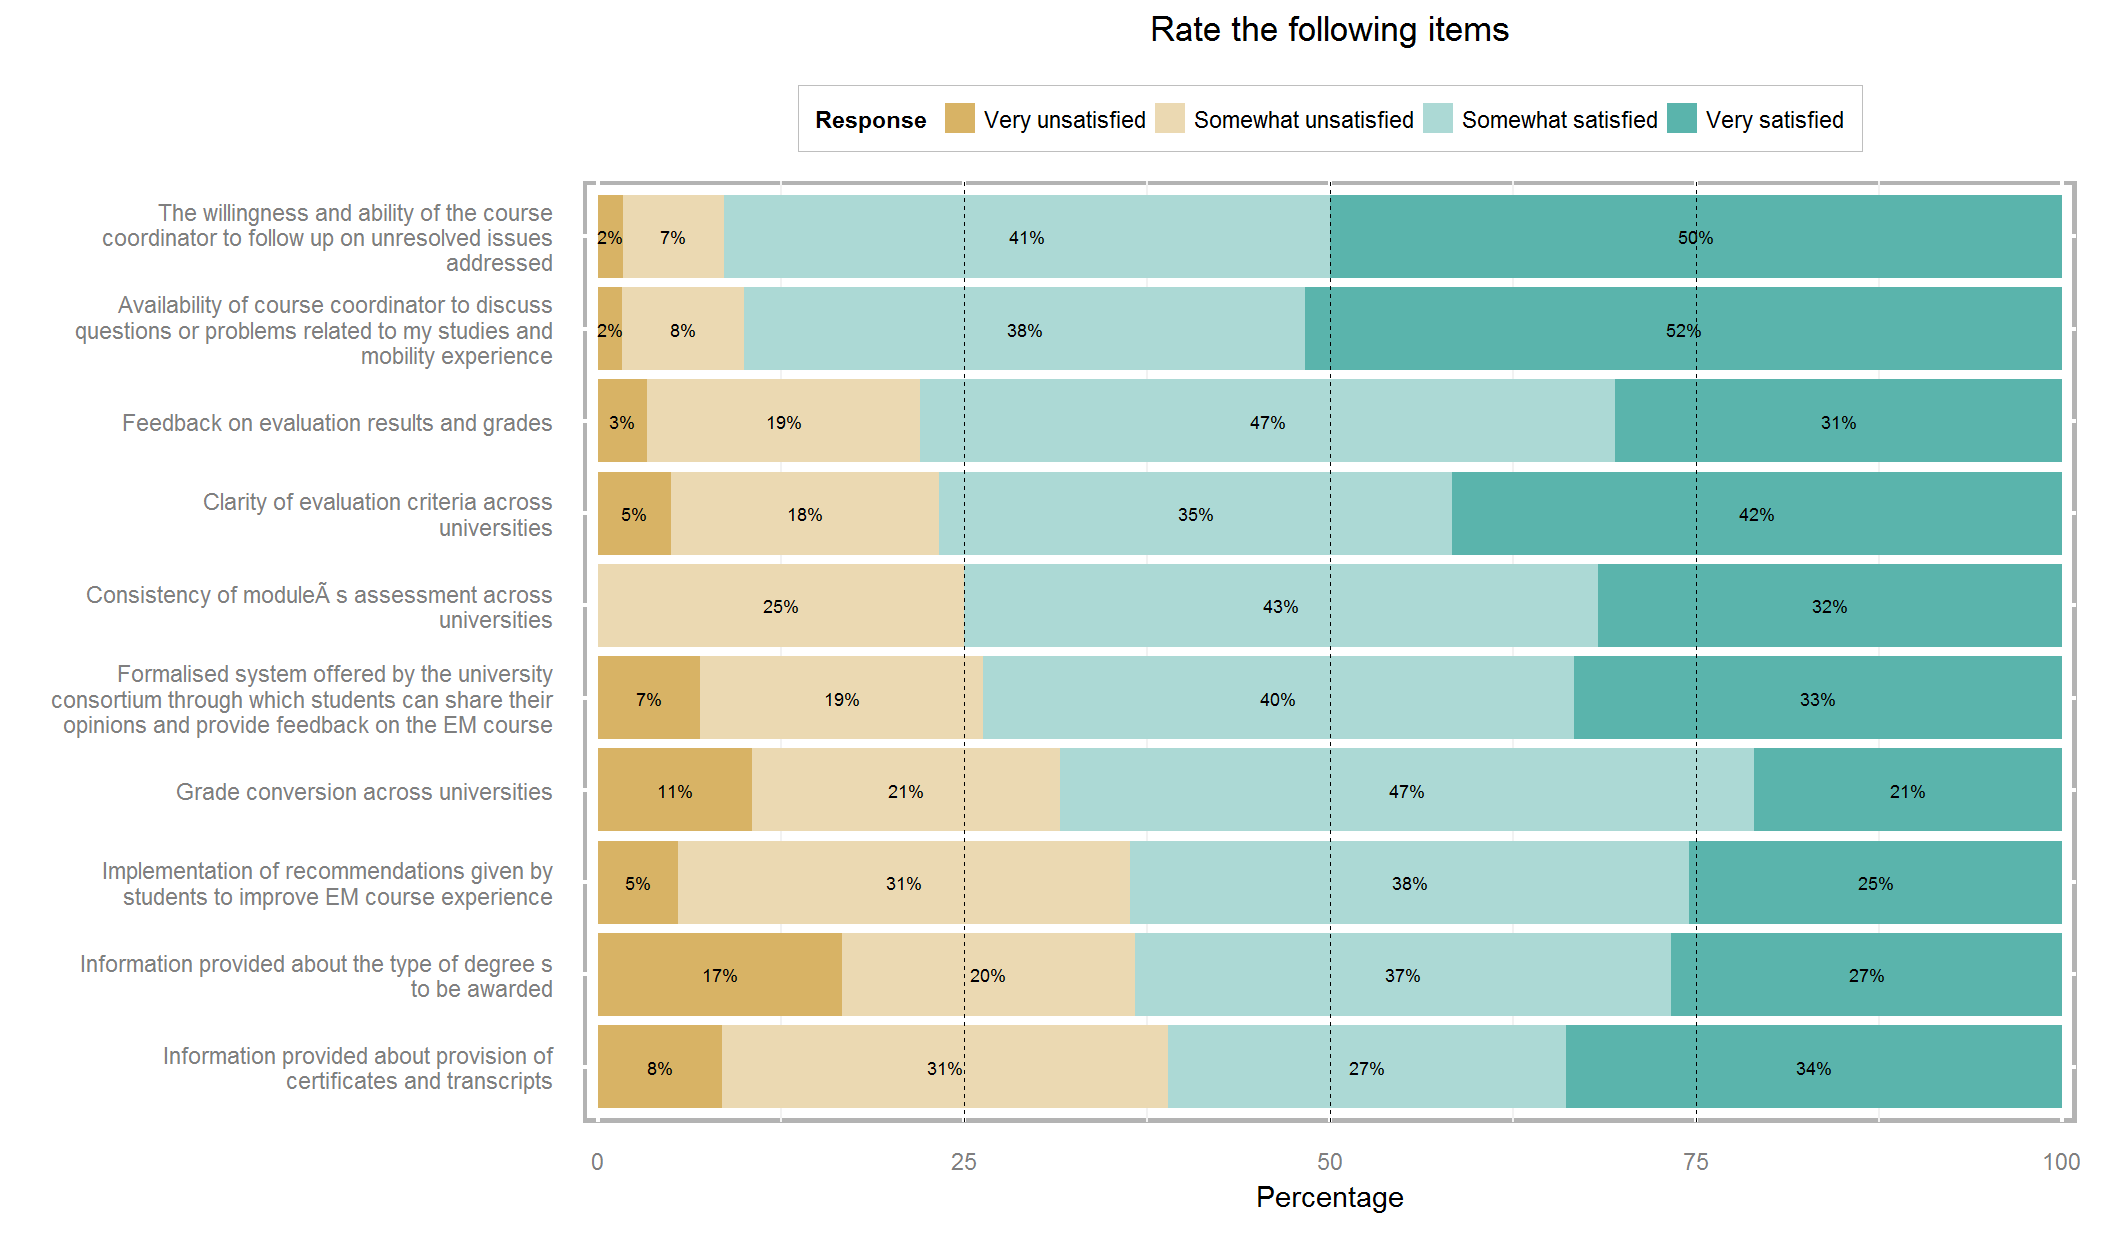 Rate the following items
Response Very unsatisfied Somewhat unsatisfied Somewhat satisfied Very satisfied
The willingness and ability of the course
coordinator to follow up on unresolved issues
addressed
2% 7% 41% 50%
Availability of course coordinator to discuss
questions or problems related to my studies and
mobility experience
2% 8% 38% 52%
Feedback on evaluation results and grades
3% 19% 47% 31%
Clarity of evaluation criteria across
universities
5% 18% 35% 42%
Consistency of moduleÃ s assessment across
universities
25% 43% 32%
Formalised system offered by the university
consortium through which students can share their
opinions and provide feedback on the EM course
7% 19% 40% 33%
Grade conversion across universities
11% 21% 47% 21%
Implementation of recommendations given by
students to improve EM course experience
5% 31% 38% 25%
Information provided about the type of degree s
to be awarded
17% 20% 37% 27%
Information provided about provision of
certificates and transcripts
8% 31% 27% 34%
0 25 50 75 100
Percentage